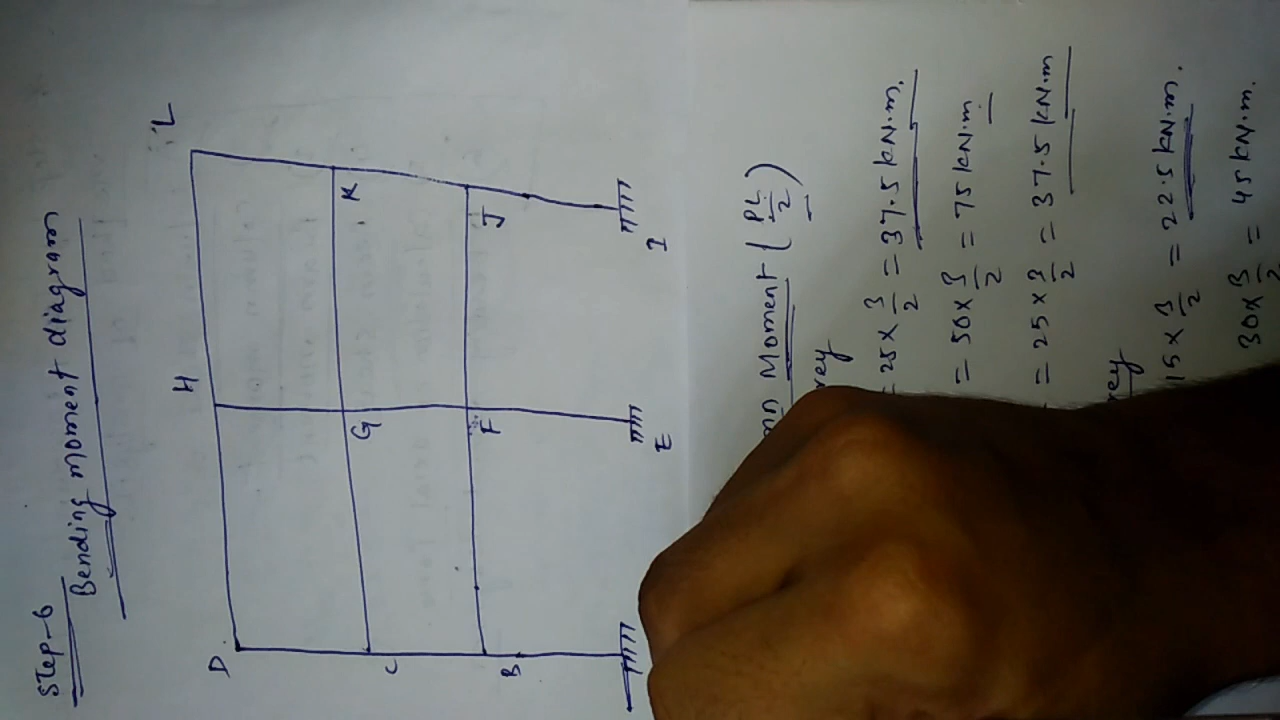 Step-6
Bending moment diagram
L
H
K
J
I
G
F
E
D
C
B
Moment (PL/2)
= 25 × 3/2 = 37.5 kN.m.
= 50 × 3/2 = 75 kN.m
= 25 × 3/2 = 37.5 kN.m
15 × 3/2 = 22.5 kN.m.
30 × 3/2 = 45 kN.m.